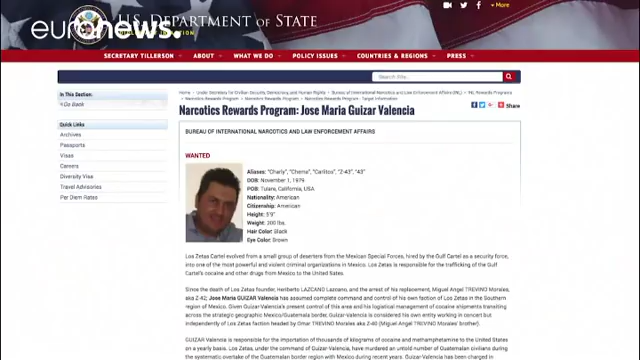 euronews.
U.S. DEPARTMENT of STATE
More
SECRETARY TILLERSON ABOUT WHAT WE DO POLICY ISSUES COUNTRIES & REGIONS PRESS
In This Section:
Go Back
Quick Links
Archives
Passports
Visas
Careers
Diversity Visa
Travel Advisories
Per Diem Rates
Home Under Secretary for Civilian Security, Democracy, and Human Rights Bureau of International Narcotics and Law Enforcement Affairs (INL) INL Rewards
Narcotics Rewards Program Narcotics Rewards Program Narcotics Rewards Program - Target Information
Share
Narcotics Rewards Program: Jose Maria Guizar Valencia
BUREAU OF INTERNATIONAL NARCOTICS AND LAW ENFORCEMENT AFFAIRS
WANTED
Aliases: "Charly", "Chema", "Carlitos", "Z-43", "43"
DOB: November 1, 1979
POB: Tulare, California, USA
Nationality: American
Citizenship: American
Height: 5'9"
Weight: 200 lbs.
Hair Color: Black
Eye Color: Brown
Los Zetas Cartel evolved from a small group of deserters from the Mexican Special Forces, hired by the Gulf Cartel as a security force,
into one of the most powerful and violent criminal organizations in Mexico. Los Zetas is responsible for the trafficking of the Gulf
Cartel's cocaine and other drugs from Mexico to the United States.
Since the death of Los Zetas founder, Heriberto LAZCANO Lazcano, and the arrest of his replacement, Miguel Angel TREVINO Morales,
aka Z-42; Jose Maria GUIZAR Valencia has assumed complete command and control of his own faction of Los Zetas in the Southern
region of Mexico. Given Guizar Valencia's present control of this area and his logistical management of cocaine shipments transiting
across the strategic geographic Mexico/Guatemala border, Guizar-Valencia is considered his own entity working in concert but
independently of Los Zetas faction headed by Omar TREVINO Morales aka Z-40 (Miguel Angel TREVINO Morales' brother).
GUIZAR Valencia is responsible for the importation of thousands of kilograms of cocaine and methamphetamine to the United States
on a yearly basis. Los Zetas, under the command of Guizar-Valencia, have murdered an untold number of Guatemalan civilians during
the systematic overtake of the Guatemalan border region with Mexico during recent years. Guizar-Valencia has been charged in